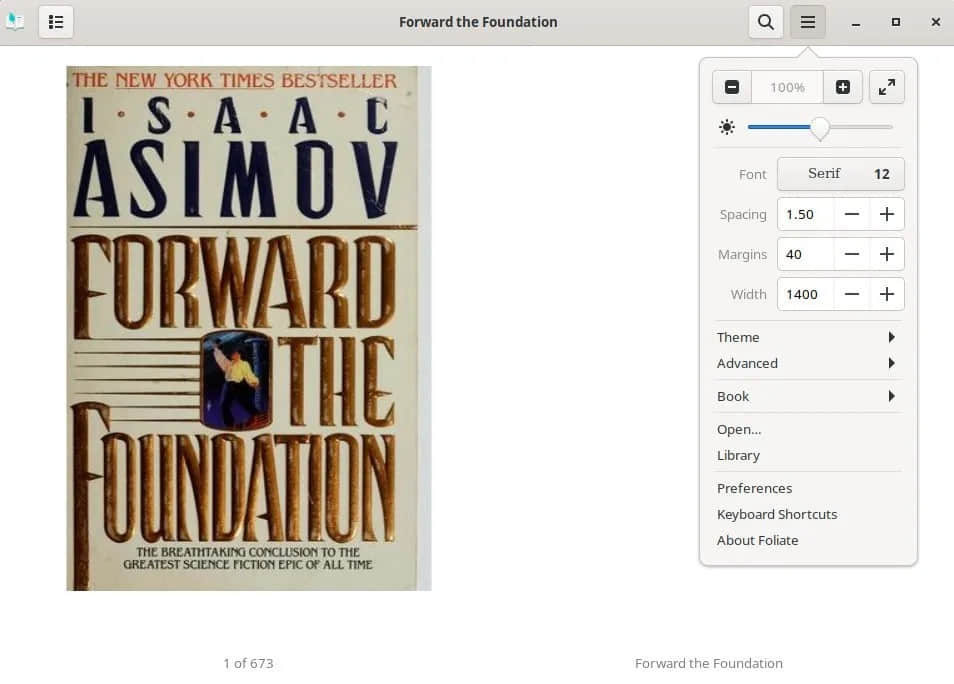 Forward the Foundation
THE NEW YORK TIMES BESTSELLER
I·S·A·A·C
ASIMOV
FORWARD
THE
FOUNDATION
THE BREATHTAKING CONCLUSION TO THE
GREATEST SCIENCE FICTION EPIC OF ALL TIME
100%
Font Serif 12
Spacing 1.50
Margins 40
Width 1400
Theme
Advanced
Book
Open...
Library
Preferences
Keyboard Shortcuts
About Foliate
1 of 673
Forward the Foundation